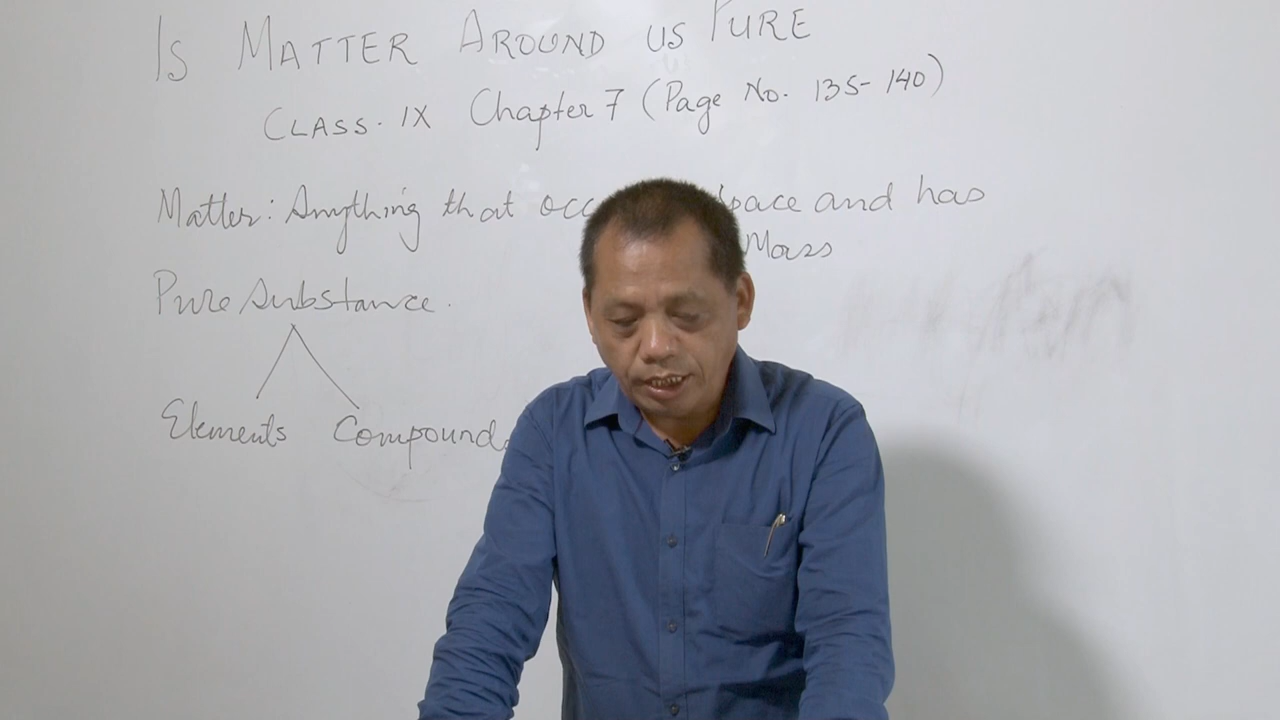 IS MATTER AROUND US PURE
CLASS. IX Chapter 7 (Page No. 135-140)
Matter: Anything that occ pace and has
Mass
Pure Substance.
Elements Compound